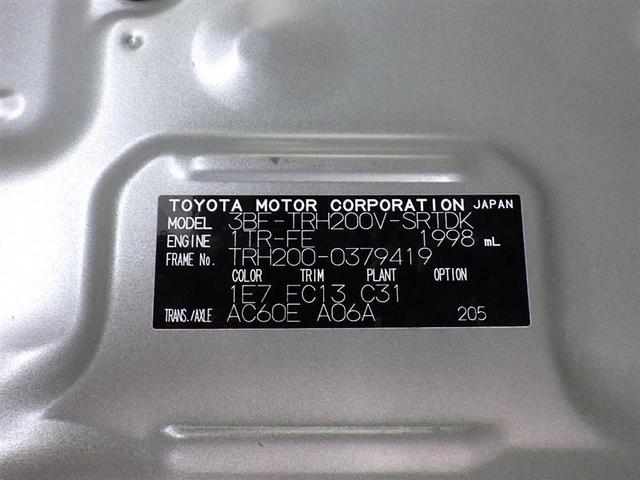 TOYOTA MOTOR CORPORATION JAPAN
MODEL 3BF-TRH200V-SRTDK
ENGINE 1TR-FE 1998 mL
FRAME No. TRH200-0379419
COLOR TRIM PLANT OPTION
1E7 FC13 C31
TRANS./AXLE AC60E A06A 205